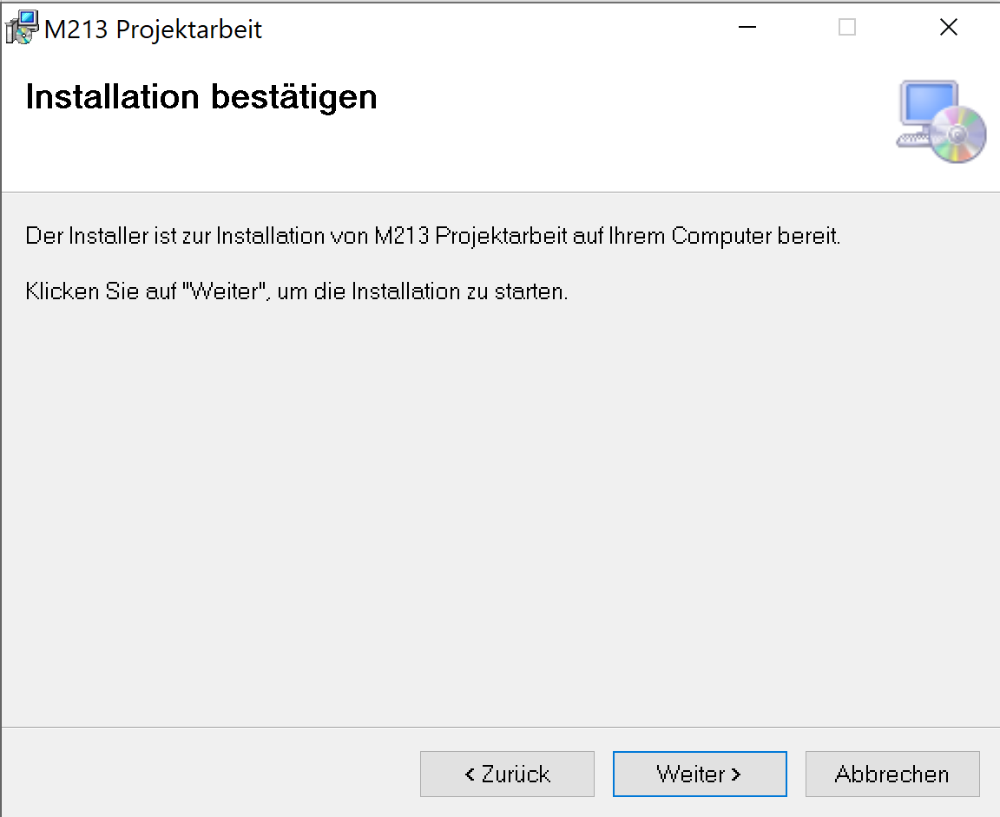 M213 Projektarbeit
Installation bestätigen
Der Installer ist zur Installation von M213 Projektarbeit auf Ihrem Computer bereit.
Klicken Sie auf "Weiter", um die Installation zu starten.
< Zurück
Weiter >
Abbrechen